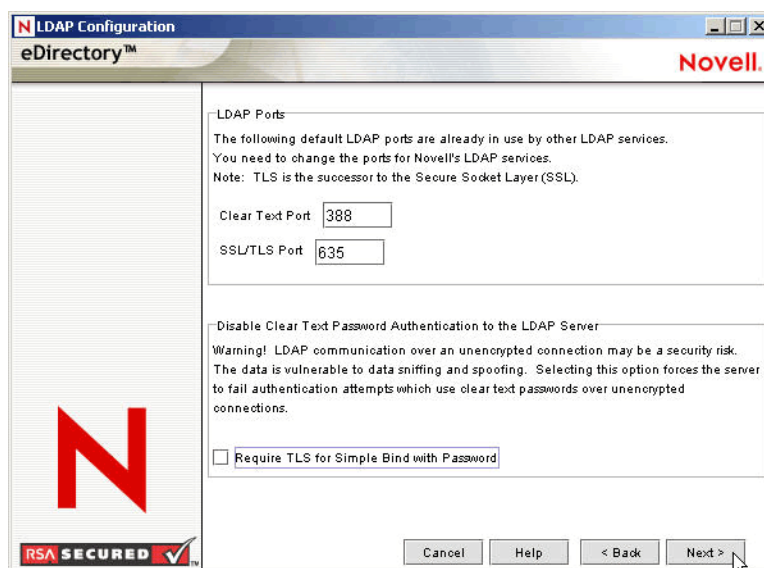 N LDAP Configuration
eDirectory™
Novell.
LDAP Ports
The following default LDAP ports are already in use by other LDAP services.
You need to change the ports for Novell's LDAP services.
Note: TLS is the successor to the Secure Socket Layer (SSL).
Clear Text Port 388
SSL/TLS Port 635
Disable Clear Text Password Authentication to the LDAP Server
Warning! LDAP communication over an unencrypted connection may be a security risk.
The data is vulnerable to data sniffing and spoofing. Selecting this option forces the server
to fail authentication attempts which use clear text passwords over unencrypted
connections.
Require TLS for Simple Bind with Password
N
RSA SECURED ™
Cancel Help < Back Next >